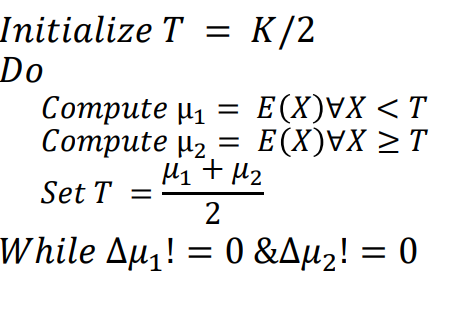 Initialize T = K/2
Do
Compute μ₁ = E(X)∀X < T
Compute μ₂ = E(X)∀X ≥ T
Set T = (μ₁ + μ₂)/2
While Δμ₁! = 0 &Δμ₂! = 0